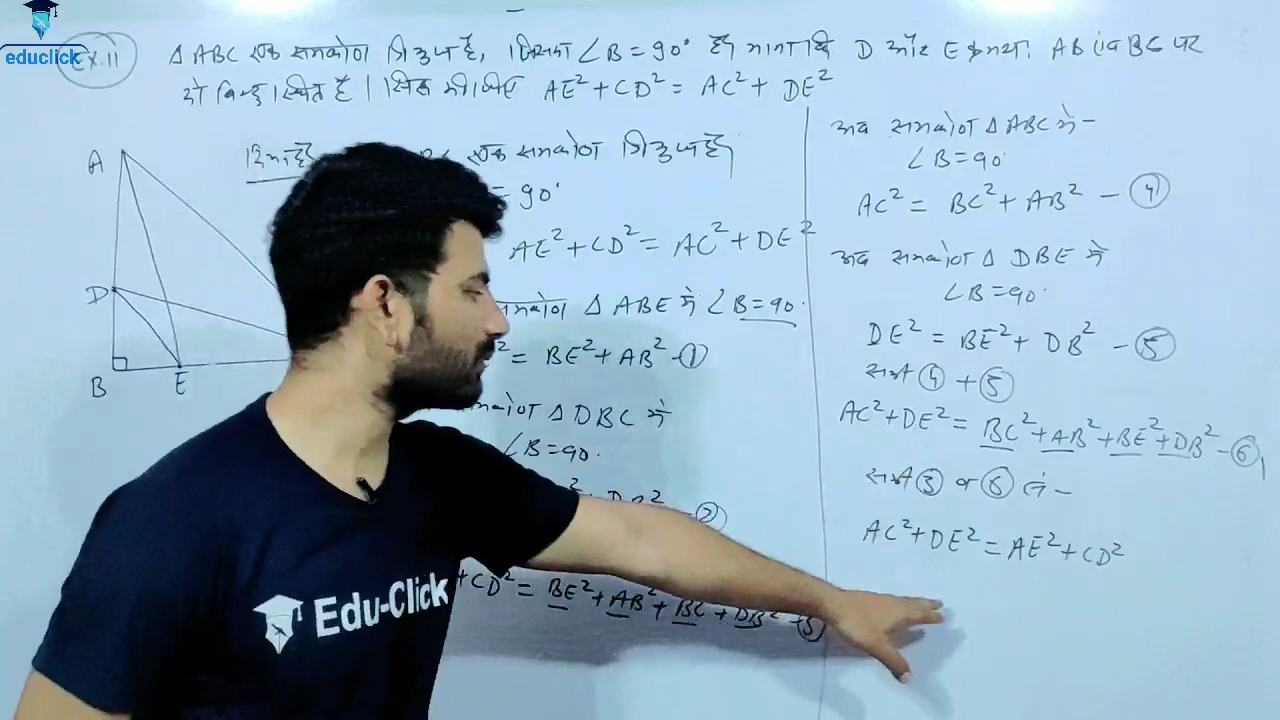 educlick
Ex.11
Δ ABC एक समकोण त्रिभुज है, जिसका ∠B = 90° है। माना कि D और E क्रमशः AB एवं BC पर
दो बिन्दु स्थित हैं। सिद्ध कीजिए AE² + CD² = AC² + DE²
A
D
B
E
दिया है
BC एक समकोण त्रिभुज है।
= 90°
AE² + CD² = AC² + DE²
समकोण Δ ABE में ∠B = 90°
² = BE² + AB² - ①
समकोण Δ DBC में
∠B = 90°
² DB² - ②
+ CD² = BE² + AB² + BC² + DB² - ③
अब समकोण Δ ABC में -
∠B = 90°
AC² = BC² + AB² - ④
अब समकोण Δ DBE में
∠B = 90°
DE² = BE² + DB² - ⑤
समी ④ + ⑤
AC² + DE² = BC² + AB² + BE² + DB² - ⑥
समी ③ व ⑥ से -
AC² + DE² = AE² + CD²
Edu-Click